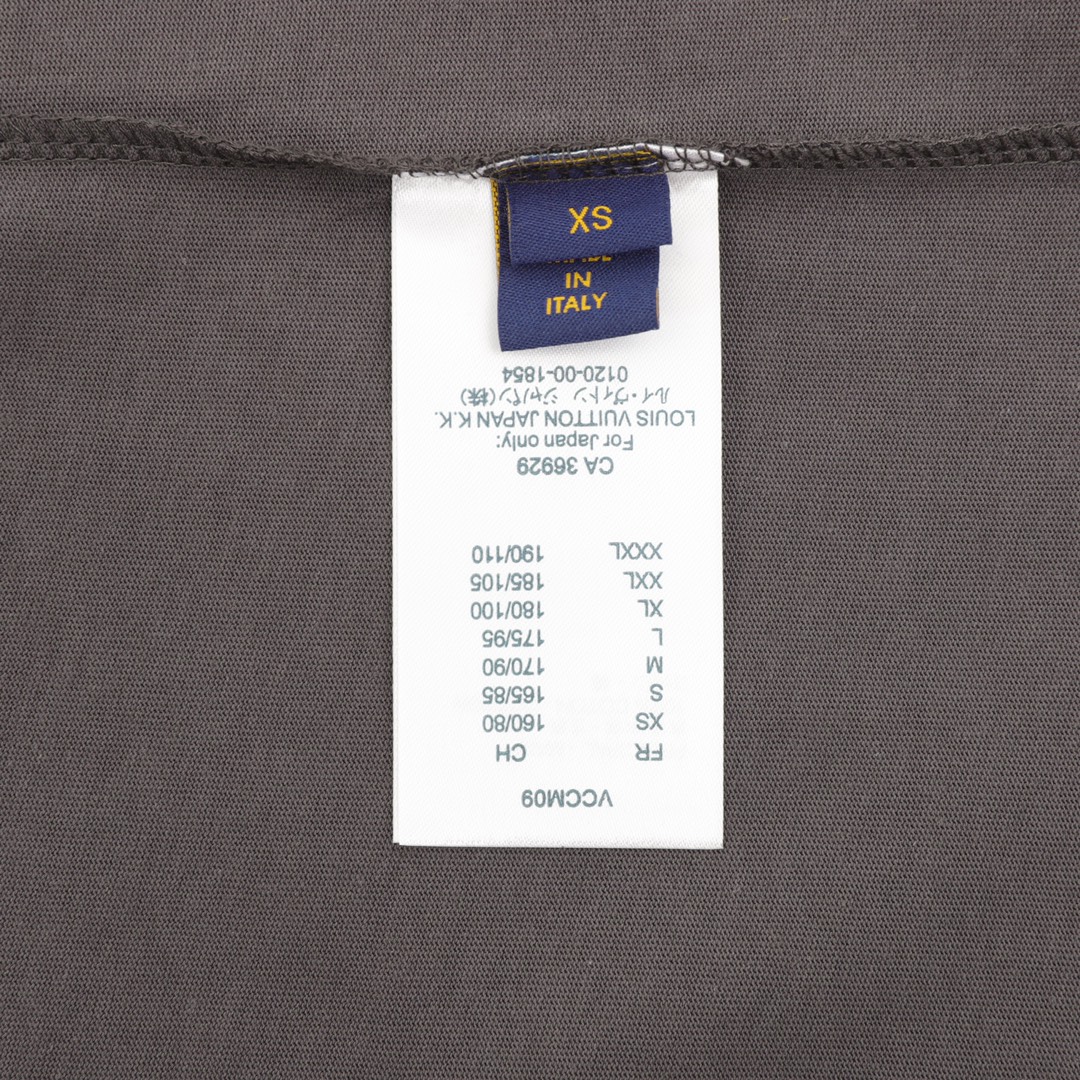 XS
MADE
IN
ITALY
VCCM09
FR CH
XS 160/80
S 165/85
M 170/90
L 175/95
XL 180/100
XXL 185/105
XXXL 190/110
CA 36929
For Japan only:
LOUIS VUITTON JAPAN K.K.
ルイ・ヴィトン ジャパン(株)
0120-00-1854